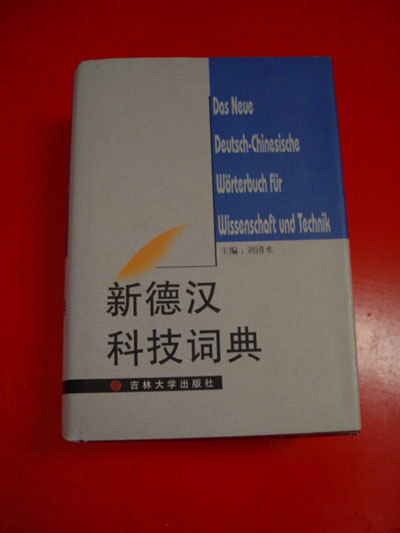 Das Neue
Deutsch-Chinesische
Wörterbuch für
Wissenschaft und Technik
主编：刘清水
新德汉
科技词典
吉林大学出版社